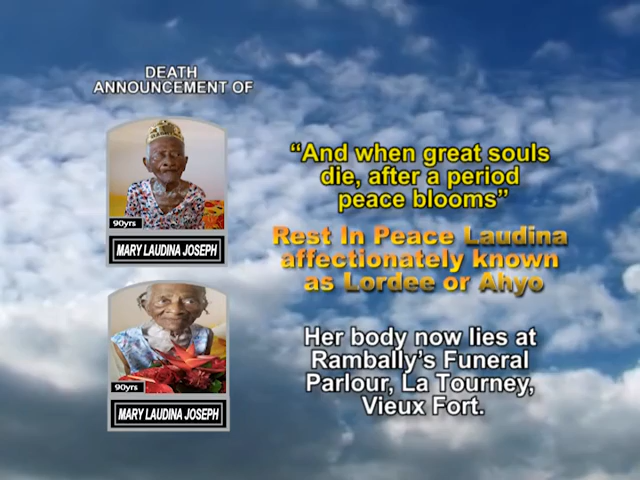 DEATH
ANNOUNCEMENT OF
90yrs
MARY LAUDINA JOSEPH
90yrs
MARY LAUDINA JOSEPH
“And when great souls
die, after a period
peace blooms”
Rest In Peace Laudina
affectionately known
as Lordee or Ahyo
Her body now lies at
Rambally’s Funeral
Parlour, La Tourney,
Vieux Fort.